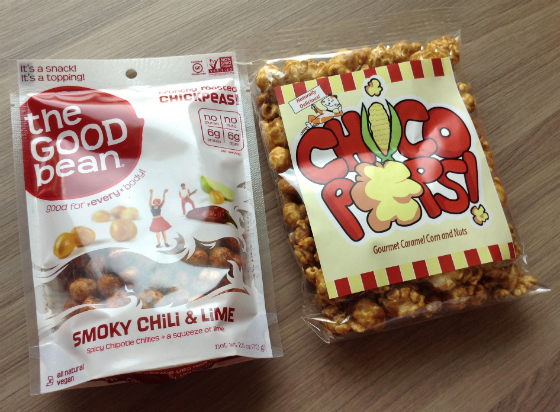 It's a snack!
It's a topping!
crunchy roasted
CHICKPEAS!
the
GOOD
bean
no
no
6g
6g
good for •every• body!
SMOKY CHiLi & LiME
spicy chipotle chilies + a squeeze of lime
all natural
vegan
Naturally
Delicious!
CHOCO
POPS!
Gourmet Caramel Corn and Nuts